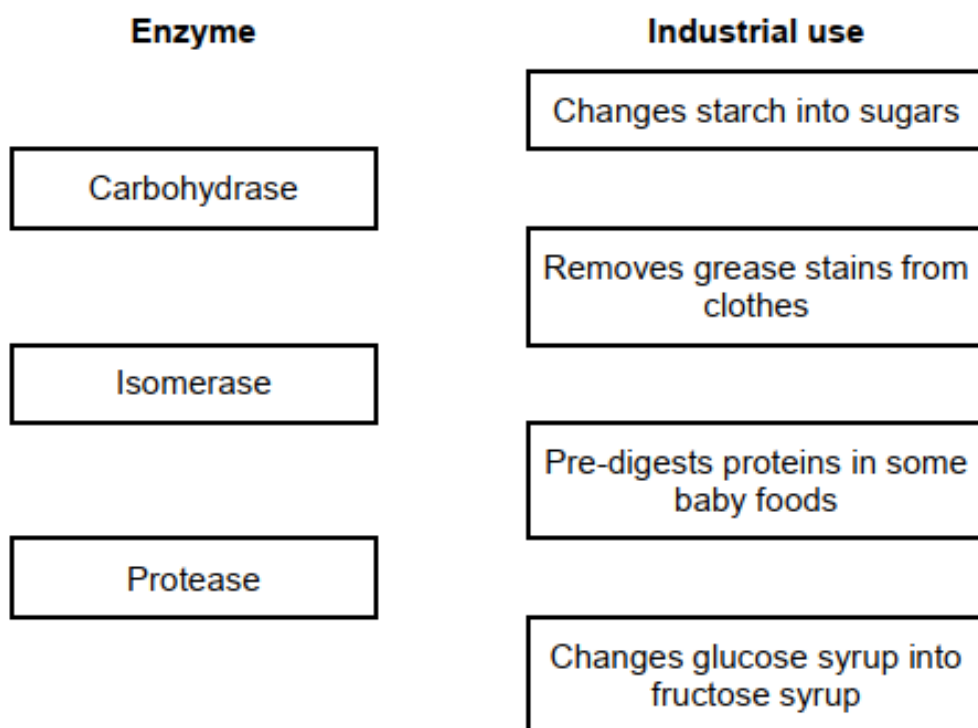 Enzyme
Industrial use
Changes starch into sugars
Carbohydrase
Removes grease stains from
clothes
Isomerase
Pre-digests proteins in some
baby foods
Protease
Changes glucose syrup into
fructose syrup